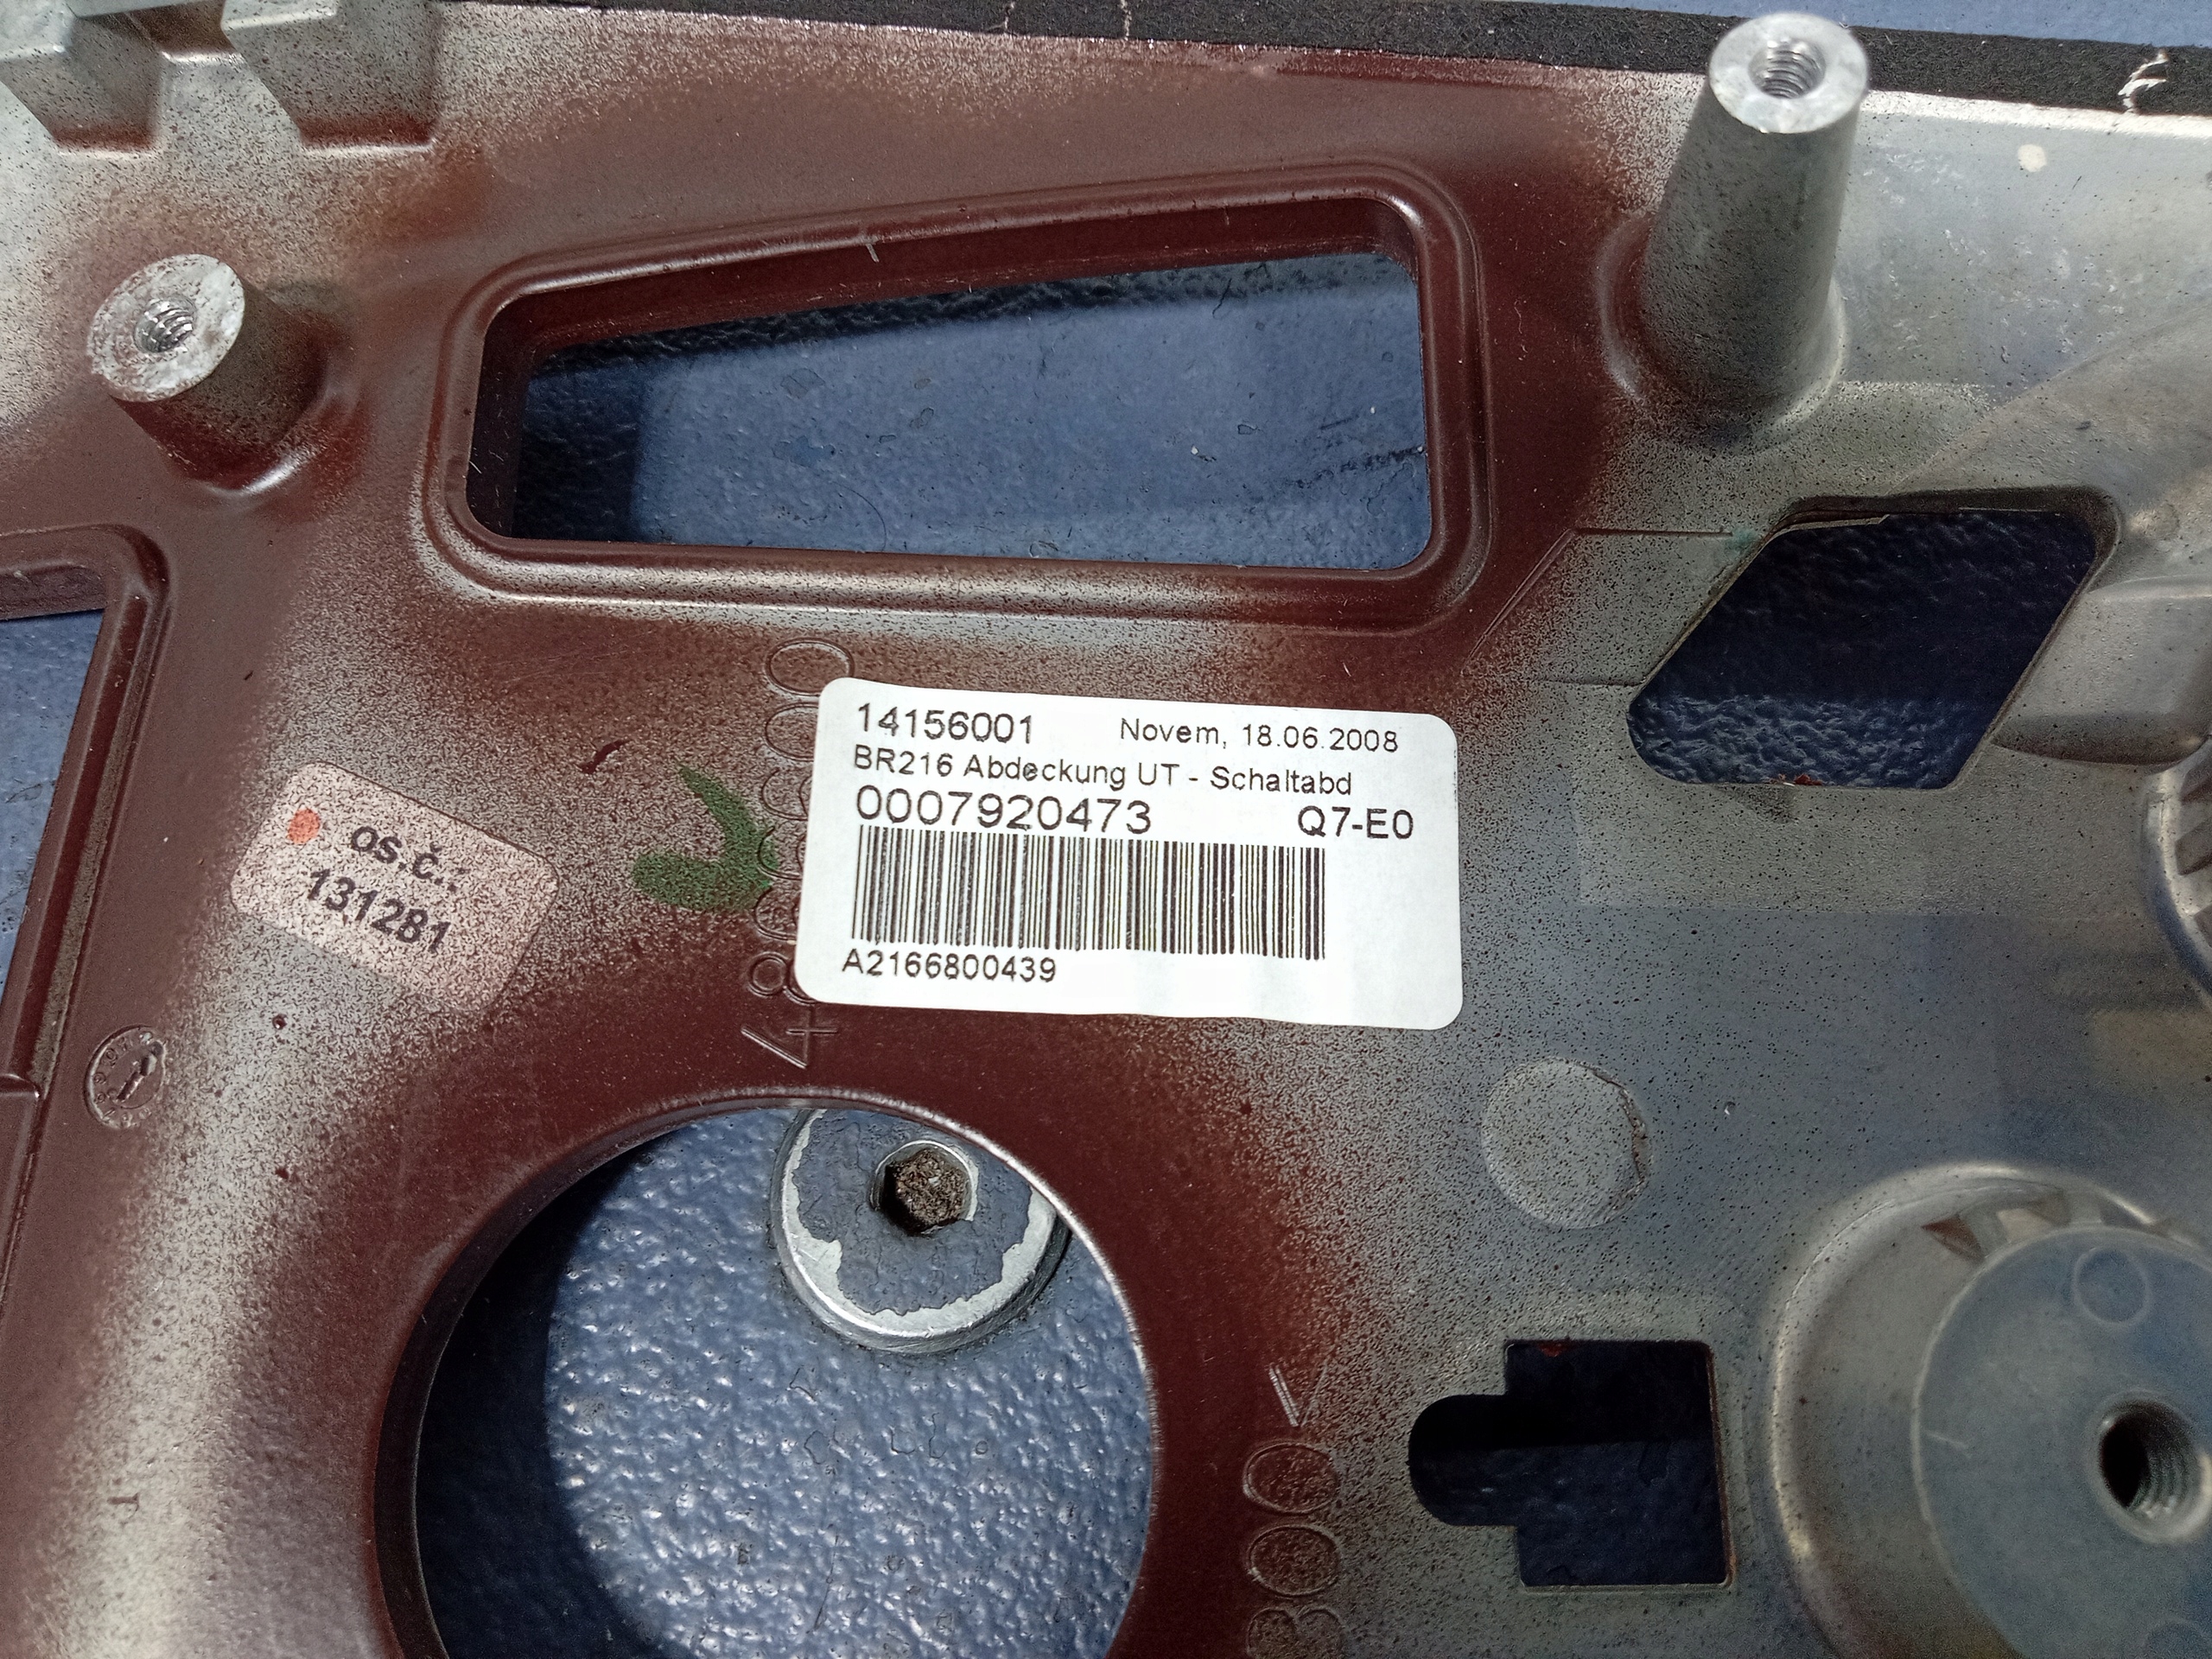 14156001 Novem, 18.06.2008
BR216 Abdeckung UT - Schaltabd
0007920473 Q7-E0
A2166800439
os.č.:
131281